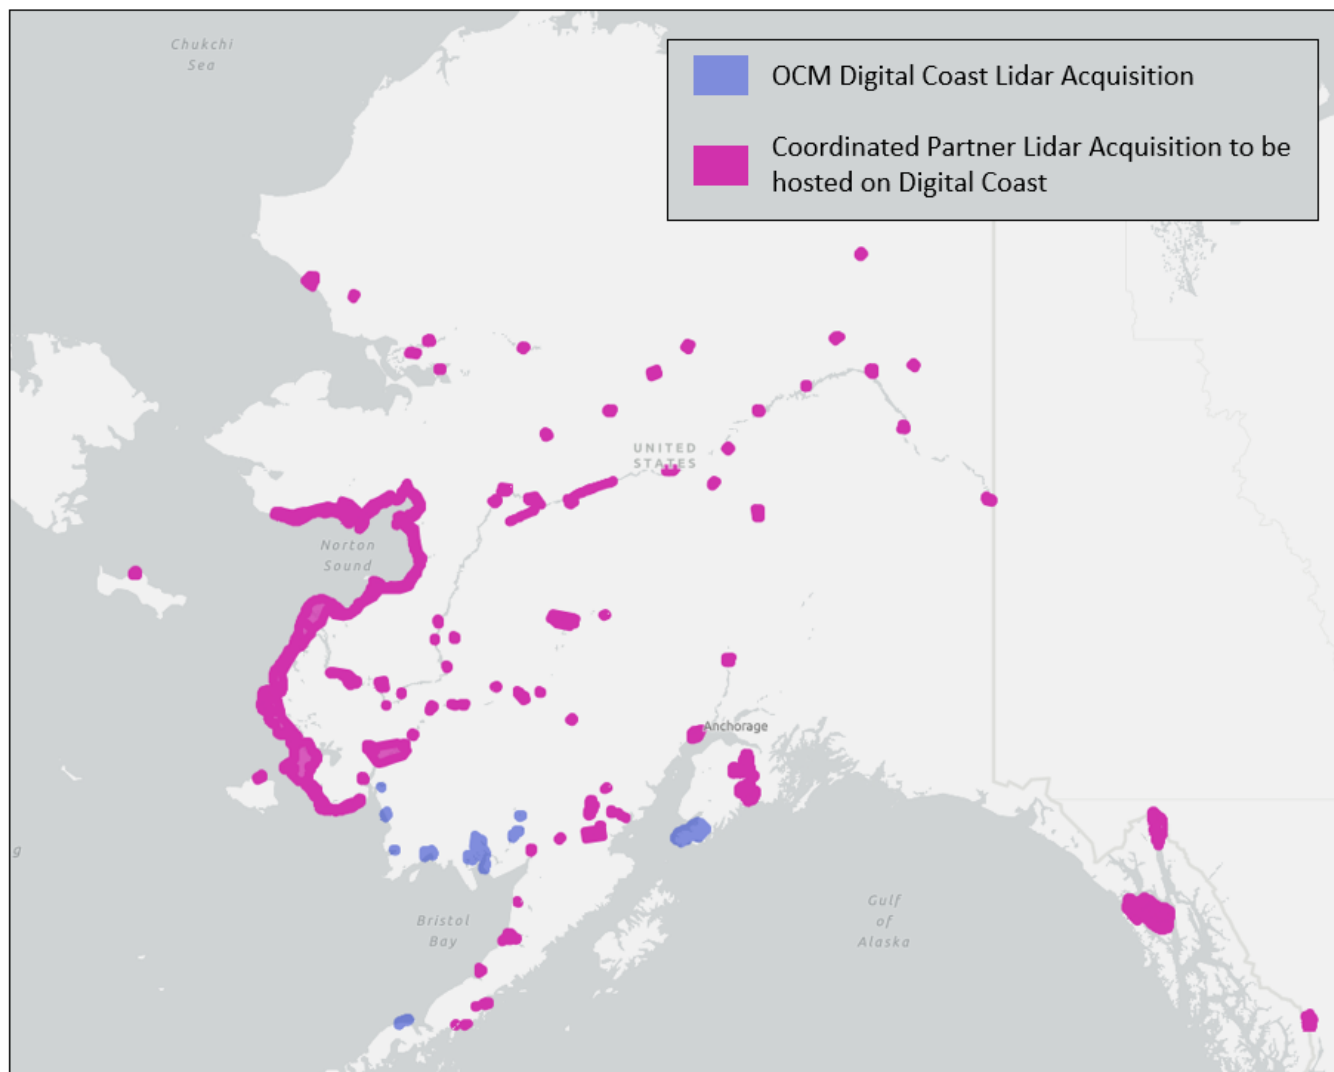 Chukchi
Sea
OCM Digital Coast Lidar Acquisition
Coordinated Partner Lidar Acquisition to be
hosted on Digital Coast
UNITED
STATES
Norton
Sound
Anchorage
g
Bristol
Bay
Gulf
of
Alaska